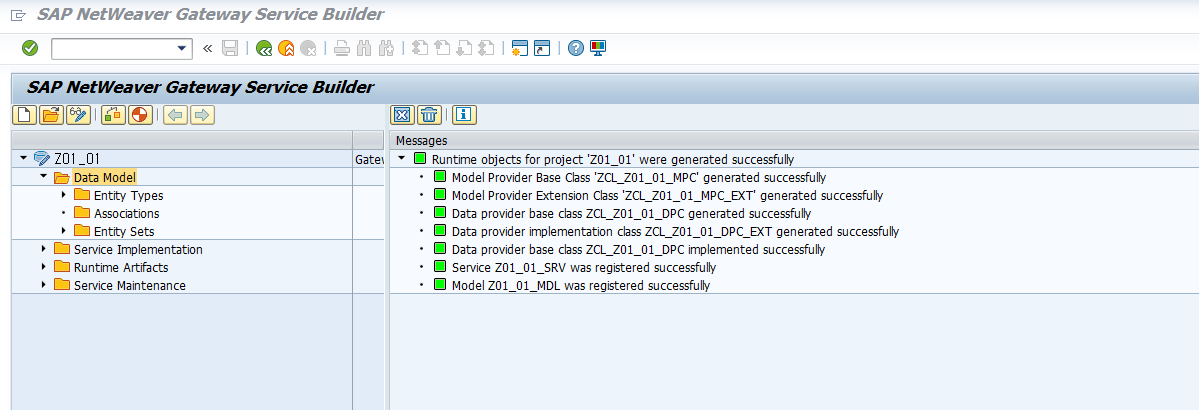 SAP NetWeaver Gateway Service Builder
SAP NetWeaver Gateway Service Builder
Messages
Z01_01
Gatew
Runtime objects for project 'Z01_01' were generated successfully
Data Model
Model Provider Base Class 'ZCL_Z01_01_MPC' generated successfully
Entity Types
Model Provider Extension Class 'ZCL_Z01_01_MPC_EXT' generated successfully
Associations
Data provider base class ZCL_Z01_01_DPC generated successfully
Entity Sets
Data provider implementation class ZCL_Z01_01_DPC_EXT generated successfully
Service Implementation
Data provider base class ZCL_Z01_01_DPC implemented successfully
Runtime Artifacts
Service Z01_01_SRV was registered successfully
Service Maintenance
Model Z01_01_MDL was registered successfully